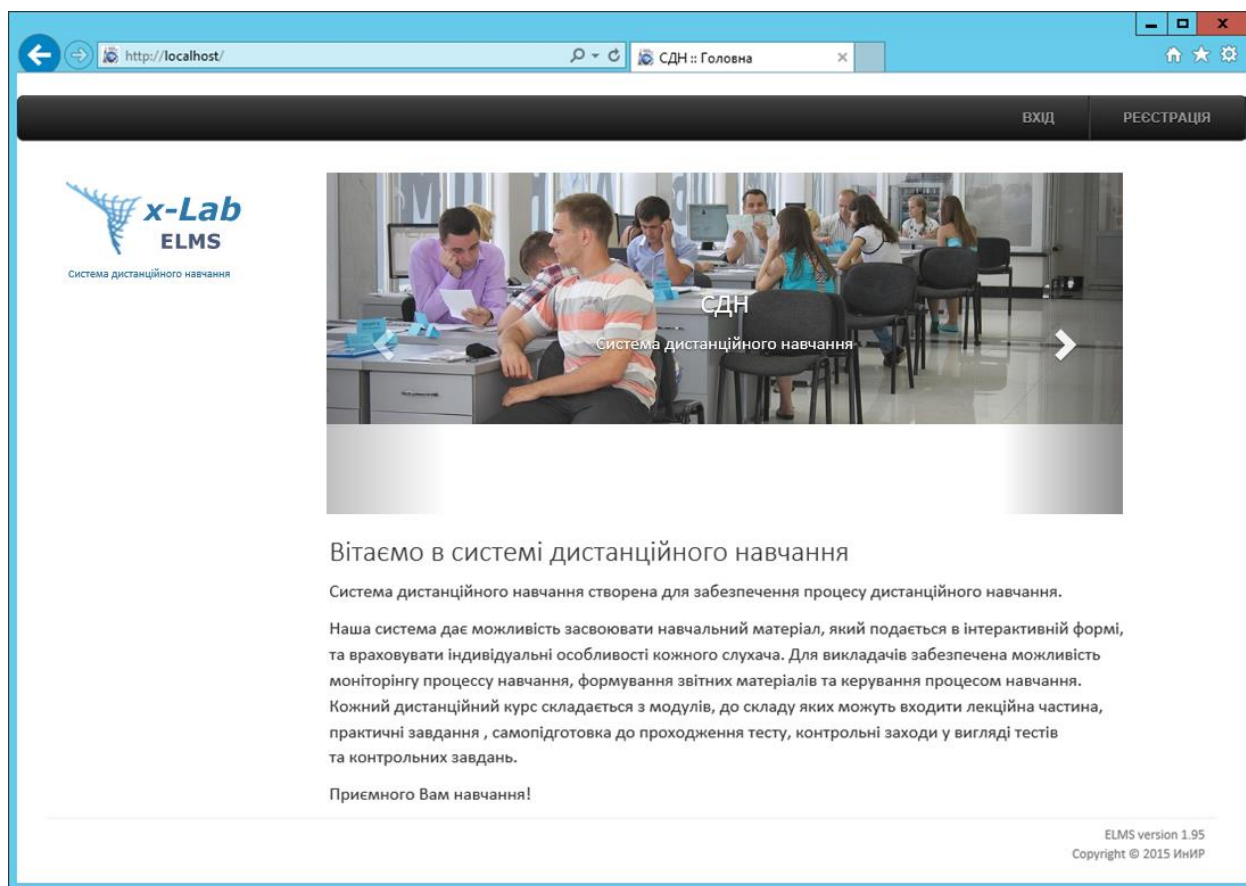 http://localhost/
СДН :: Головна
ВХІД
РЕЄСТРАЦІЯ
x-Lab
ELMS
Система дистанційного навчання
СДН
Система дистанційного навчання
Вітаємо в системі дистанційного навчання
Система дистанційного навчання створена для забезпечення процесу дистанційного навчання.
Наша система дає можливість засвоювати навчальний матеріал, який подається в інтерактивній формі,
та враховувати індивідуальні особливості кожного слухача. Для викладачів забезпечена можливість
моніторінгу процессу навчання, формування звітних матеріалів та керування процесом навчання.
Кожний дистанційний курс складається з модулів, до складу яких можуть входити лекційна частина,
практичні завдання , самопідготовка до проходження тесту, контрольні заходи у вигляді тестів
та контрольних завдань.
Приємного Вам навчання!
ELMS version 1.95
Copyright © 2015 ИнИР